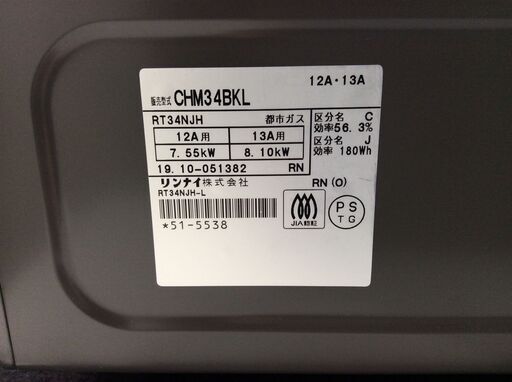 12A・13A
販売型式 CHM34BKL
RT34NJH 都市ガス
12A用 13A用
7.55kW 8.10kW
区分名 C
効率56.3%
区分名 J
効率 180Wh
19.10-051382 RN
リンナイ株式会社 RN (O)
RT34NJH-L
*51-5538
JIA認証
PS
TG